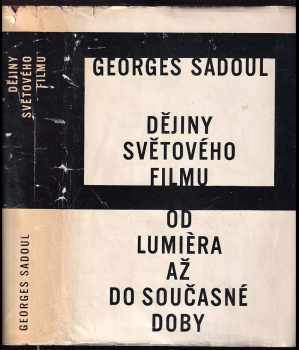 DĚJINY
SVĚTOVÉHO
FILMU
GEORGES SADOUL
GEORGES SADOUL
DĚJINY
SVĚTOVÉHO
FILMU
OD
LUMIÈRA
AŽ
DO SOUČASNÉ
DOBY